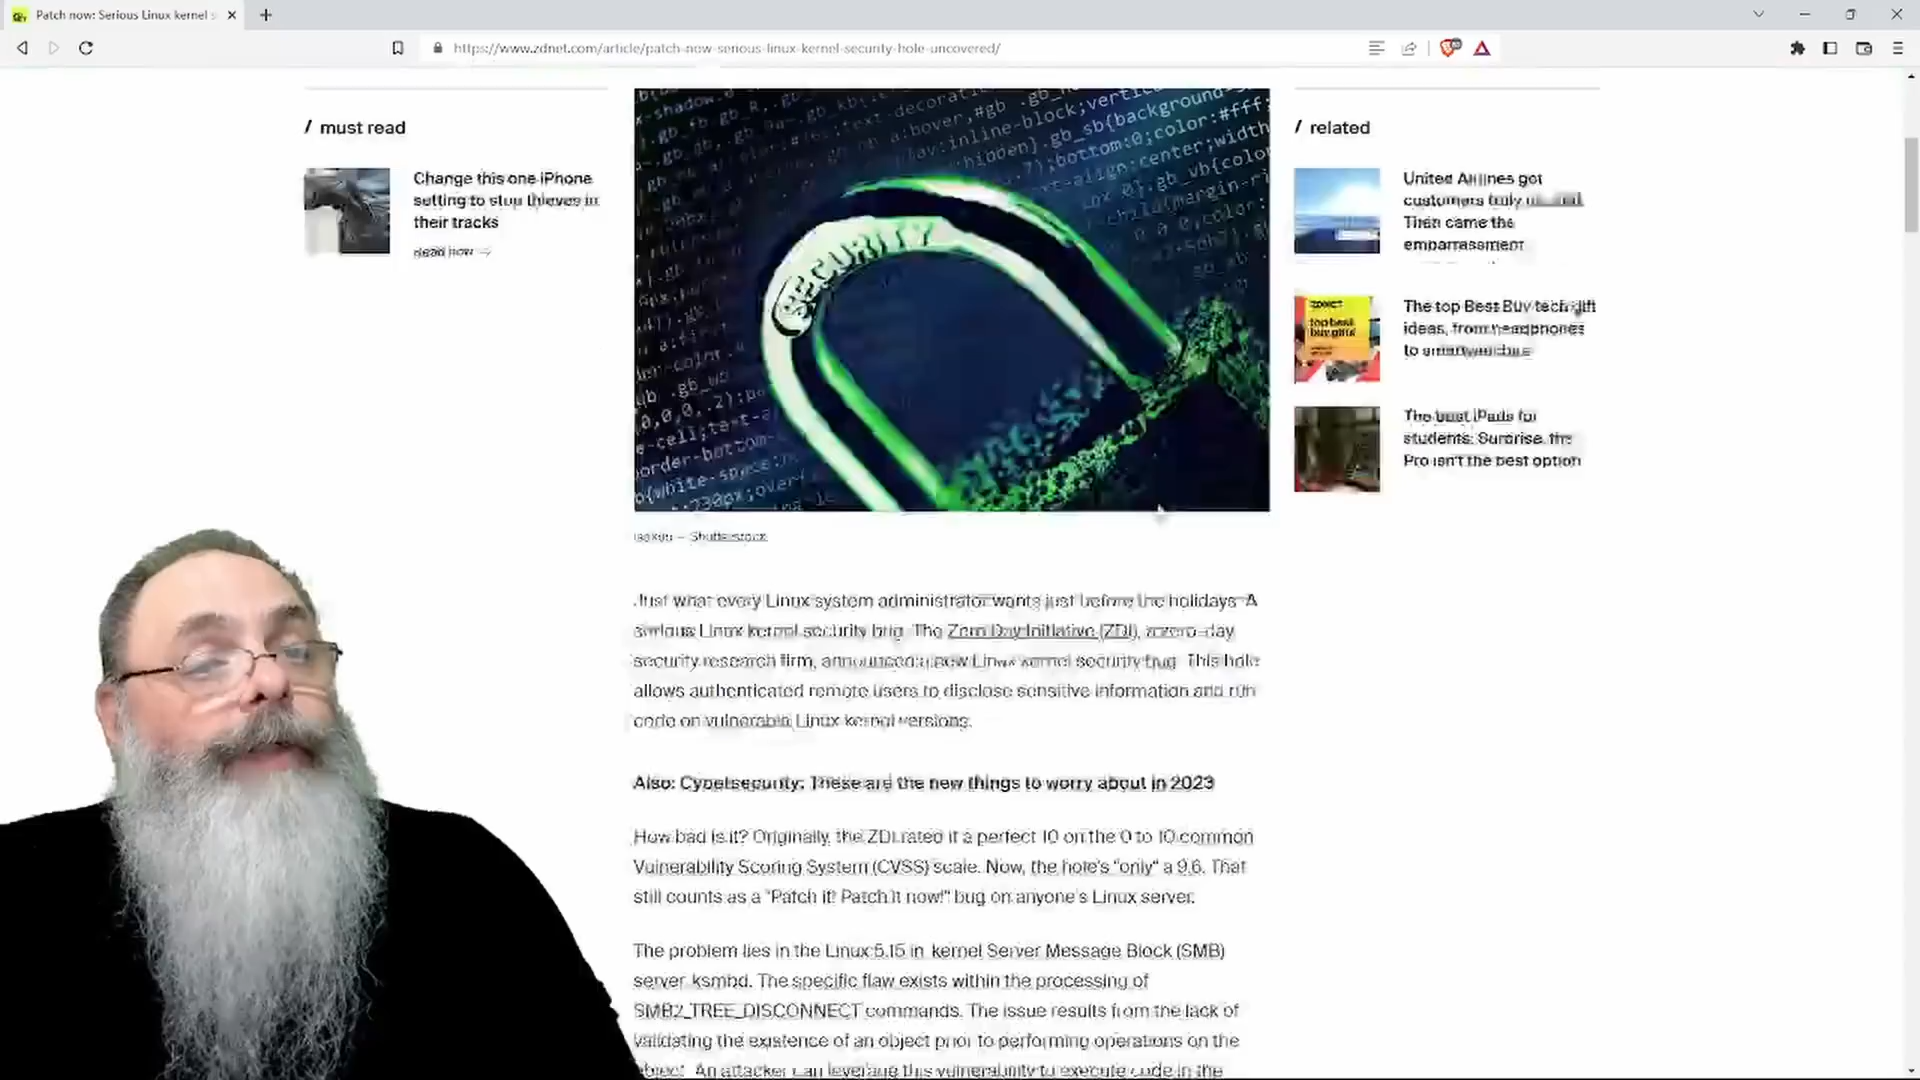 Patch now: Serious Linux kernel s
https://www.zdnet.com/article/patch-now-serious-linux-kernel-security-hole-uncovered/
/ must read
Change this one iPhone
setting to stop thieves in
their tracks
Read now →
SECURITY
— Shutterstock
/ related
United Airlines got
customers truly
Then came the
embarrassment
The top Best Buy tech gift
ideas, from headphones
to smartwatches
The best iPads for
students: Surprise, the
Pro isn't the best option
Just what every Linux system administrator wants just before the holidays: A
serious Linux kernel security bug. The Zero Day Initiative (ZDI), a zero-day
security research firm, announced a new Linux kernel security bug. This hole
allows authenticated remote users to disclose sensitive information and run
code on vulnerable Linux kernel versions.
Also: Cybersecurity: These are the new things to worry about in 2023
How bad is it? Originally, the ZDI rated it a perfect 10 on the 0 to 10 common
Vulnerability Scoring System (CVSS) scale. Now, the hole's "only" a 9.6. That
still counts as a "Patch it! Patch it now!" bug on anyone's Linux server.
The problem lies in the Linux 5.15 in-kernel Server Message Block (SMB)
server, ksmbd. The specific flaw exists within the processing of
SMB2_TREE_DISCONNECT commands. The issue results from the lack of
validating the existence of an object prior to performing operations on the
object. An attacker can leverage this vulnerability to execute code in the